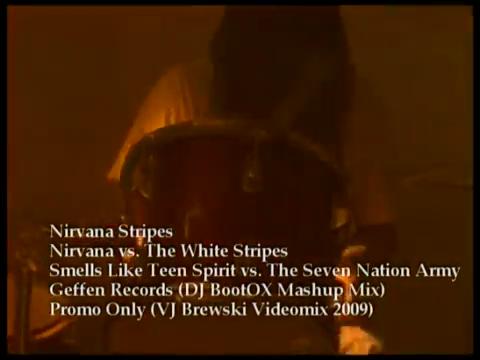 Nirvana Stripes
Nirvana vs. The White Stripes
Smells Like Teen Spirit vs. The Seven Nation Army
Geffen Records (DJ BootOX Mashup Mix)
Promo Only (VJ Brewski Videomix 2009)